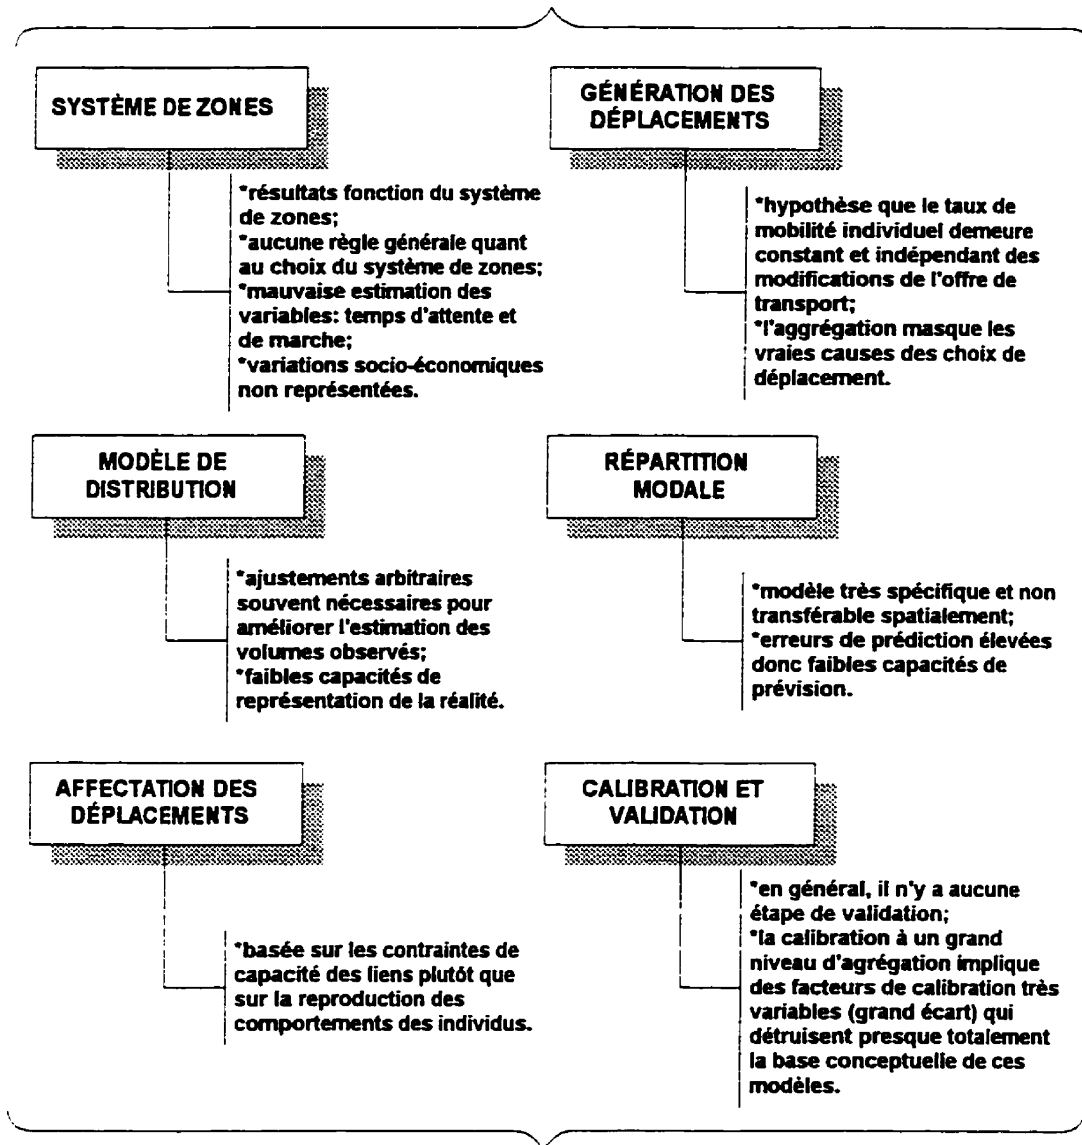 SYSTÈME DE ZONES
*résultats fonction du système
de zones;
*aucune règle générale quant
au choix du système de zones;
*mauvaise estimation des
variables: temps d'attente et
de marche;
*variations socio-économiques
non représentées.
GÉNÉRATION DES
DÉPLACEMENTS
*hypothèse que le taux de
mobilité individuel demeure
constant et indépendant des
modifications de l'offre de
transport;
*l'aggrégation masque les
vraies causes des choix de
déplacement.
MODÈLE DE
DISTRIBUTION
*ajustements arbitraires
souvent nécessaires pour
améliorer l'estimation des
volumes observés;
*faibles capacités de
représentation de la réalité.
RÉPARTITION
MODALE
*modèle très spécifique et non
transférable spatialement;
*erreurs de prédiction élevées
donc faibles capacités de
prévision.
AFFECTATION DES
DÉPLACEMENTS
*basée sur les contraintes de
capacité des liens plutôt que
sur la reproduction des
comportements des individus.
CALIBRATION ET
VALIDATION
*en général, il n'y a aucune
étape de validation;
*la calibration à un grand
niveau d'agrégation implique
des facteurs de calibration très
variables (grand écart) qui
détruisent presque totalement
la base conceptuelle de ces
modèles.